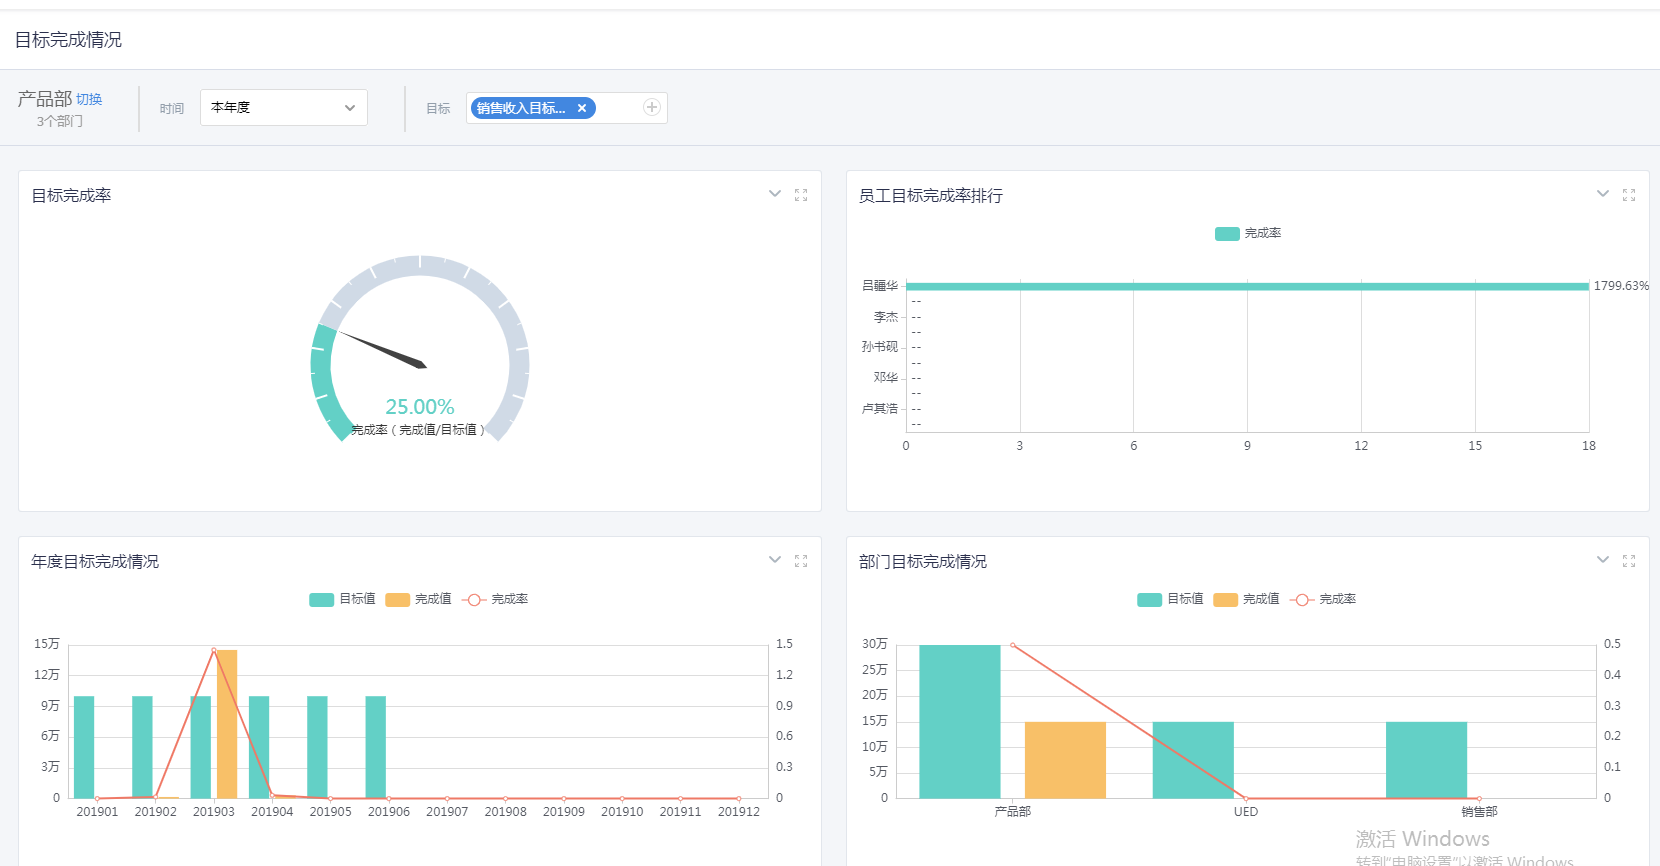 目标完成情况
产品部 切换
3个部门
时间 本年度
目标 销售收入目标...
目标完成率
25.00%
完成率（完成值/目标值）
员工目标完成率排行
完成率
吕疆华 1799.63%
--
李杰 --
--
孙书砚 --
--
邓华 --
--
卢其浩 --
--
0 3 6 9 12 15 18
年度目标完成情况
目标值 完成值 完成率
15万 1.5
12万 1.2
9万 0.9
6万 0.6
3万 0.3
0 0
201901 201902 201903 201904 201905 201906 201907 201908 201909 201910 201911 201912
部门目标完成情况
目标值 完成值 完成率
30万 0.5
25万
20万 0.4
15万 0.3
10万 0.2
5万 0.1
0 0
产品部 UED 销售部
激活 Windows
转到"电脑设置"以激活 Windows